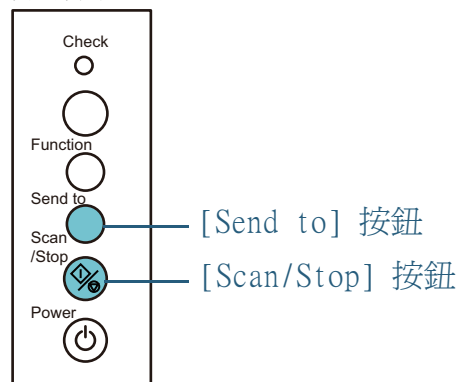 Check
Function
Send to
[Send to] 按鈕
Scan
/Stop
[Scan/Stop] 按鈕
Power